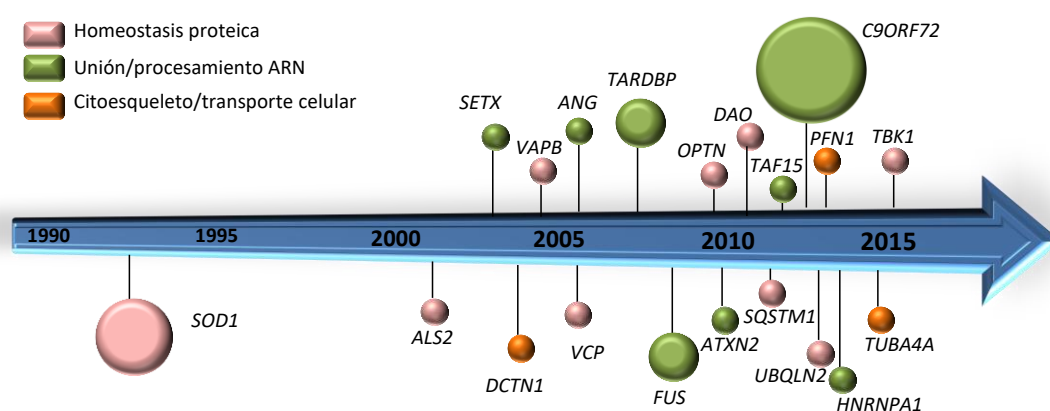 Homeostasis proteica
Unión/procesamiento ARN
Citoesqueleto/transporte celular
C9ORF72
TARDBP
SETX
ANG
DAO
VAPB
OPTN
PFN1
TBK1
TAF15
1990
1995
2000
2005
2010
2015
SOD1
ALS2
VCP
DCTN1
FUS
ATXN2
SQSTM1
UBQLN2
TUBA4A
HNRNPA1